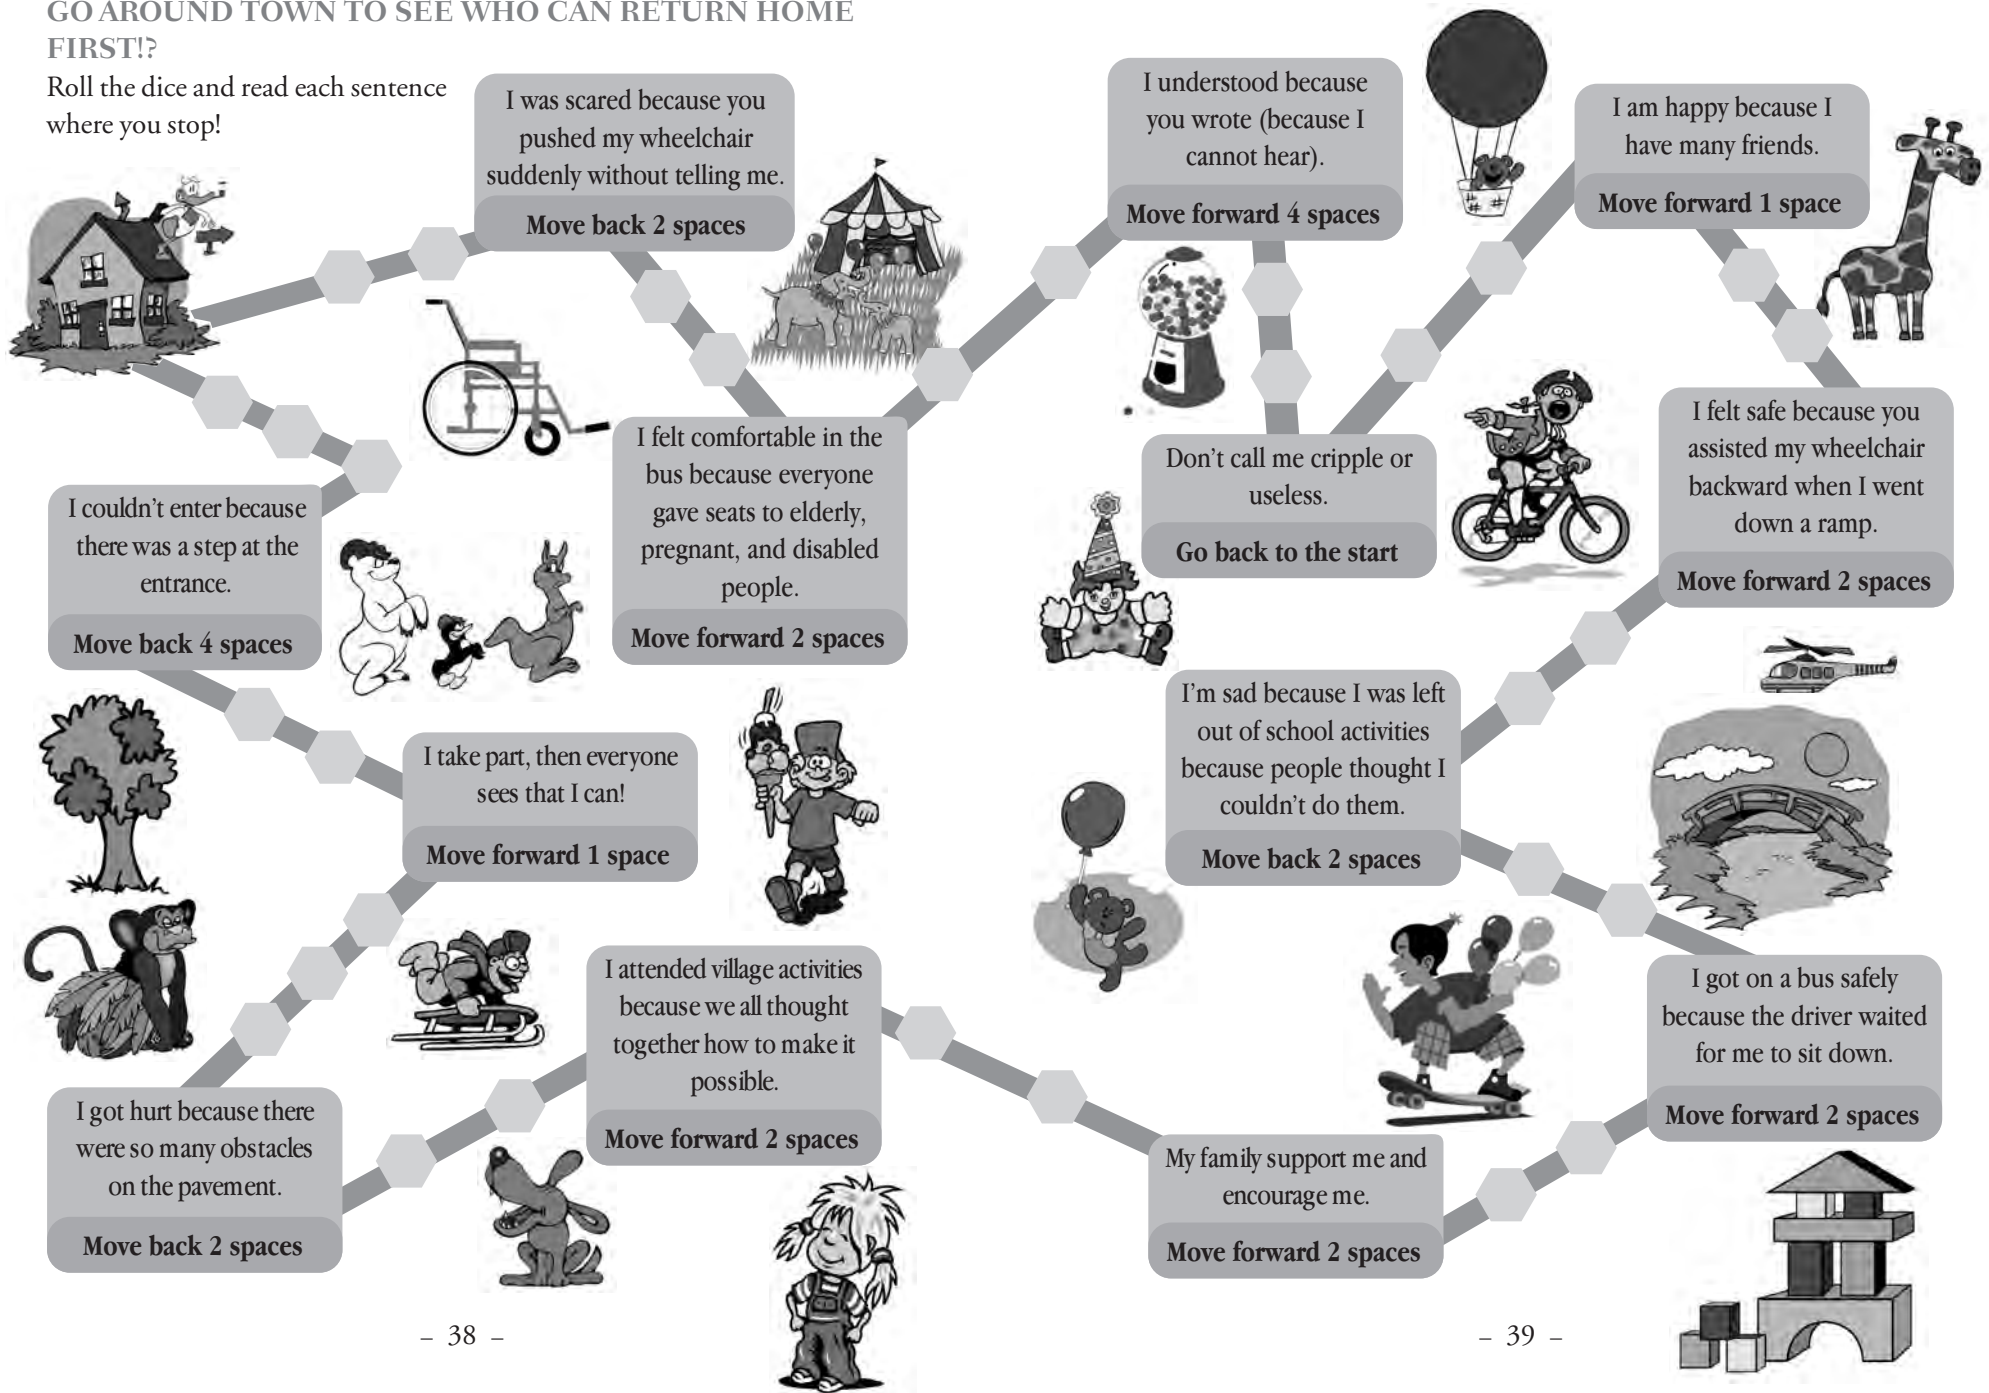 GO AROUND TOWN TO SEE WHO CAN RETURN HOME
FIRST!?
Roll the dice and read each sentence
where you stop!
I was scared because you
pushed my wheelchair
suddenly without telling me.
Move back 2 spaces
I felt comfortable in the
bus because everyone
gave seats to elderly,
pregnant, and disabled
people.
Move forward 2 spaces
I understood because
you wrote (because I
cannot hear).
Move forward 4 spaces
Don't call me cripple or
useless.
Go back to the start
I am happy because I
have many friends.
Move forward 1 space
I felt safe because you
assisted my wheelchair
backward when I went
down a ramp.
Move forward 2 spaces
I'm sad because I was left
out of school activities
because people thought I
couldn't do them.
Move back 2 spaces
I got on a bus safely
because the driver waited
for me to sit down.
Move forward 2 spaces
My family support me and
encourage me.
Move forward 2 spaces
I attended village activities
because we all thought
together how to make it
possible.
Move forward 2 spaces
I got hurt because there
were so many obstacles
on the pavement.
Move back 2 spaces
I take part, then everyone
sees that I can!
Move forward 1 space
I couldn't enter because
there was a step at the
entrance.
Move back 4 spaces
– 38 –
– 39 –